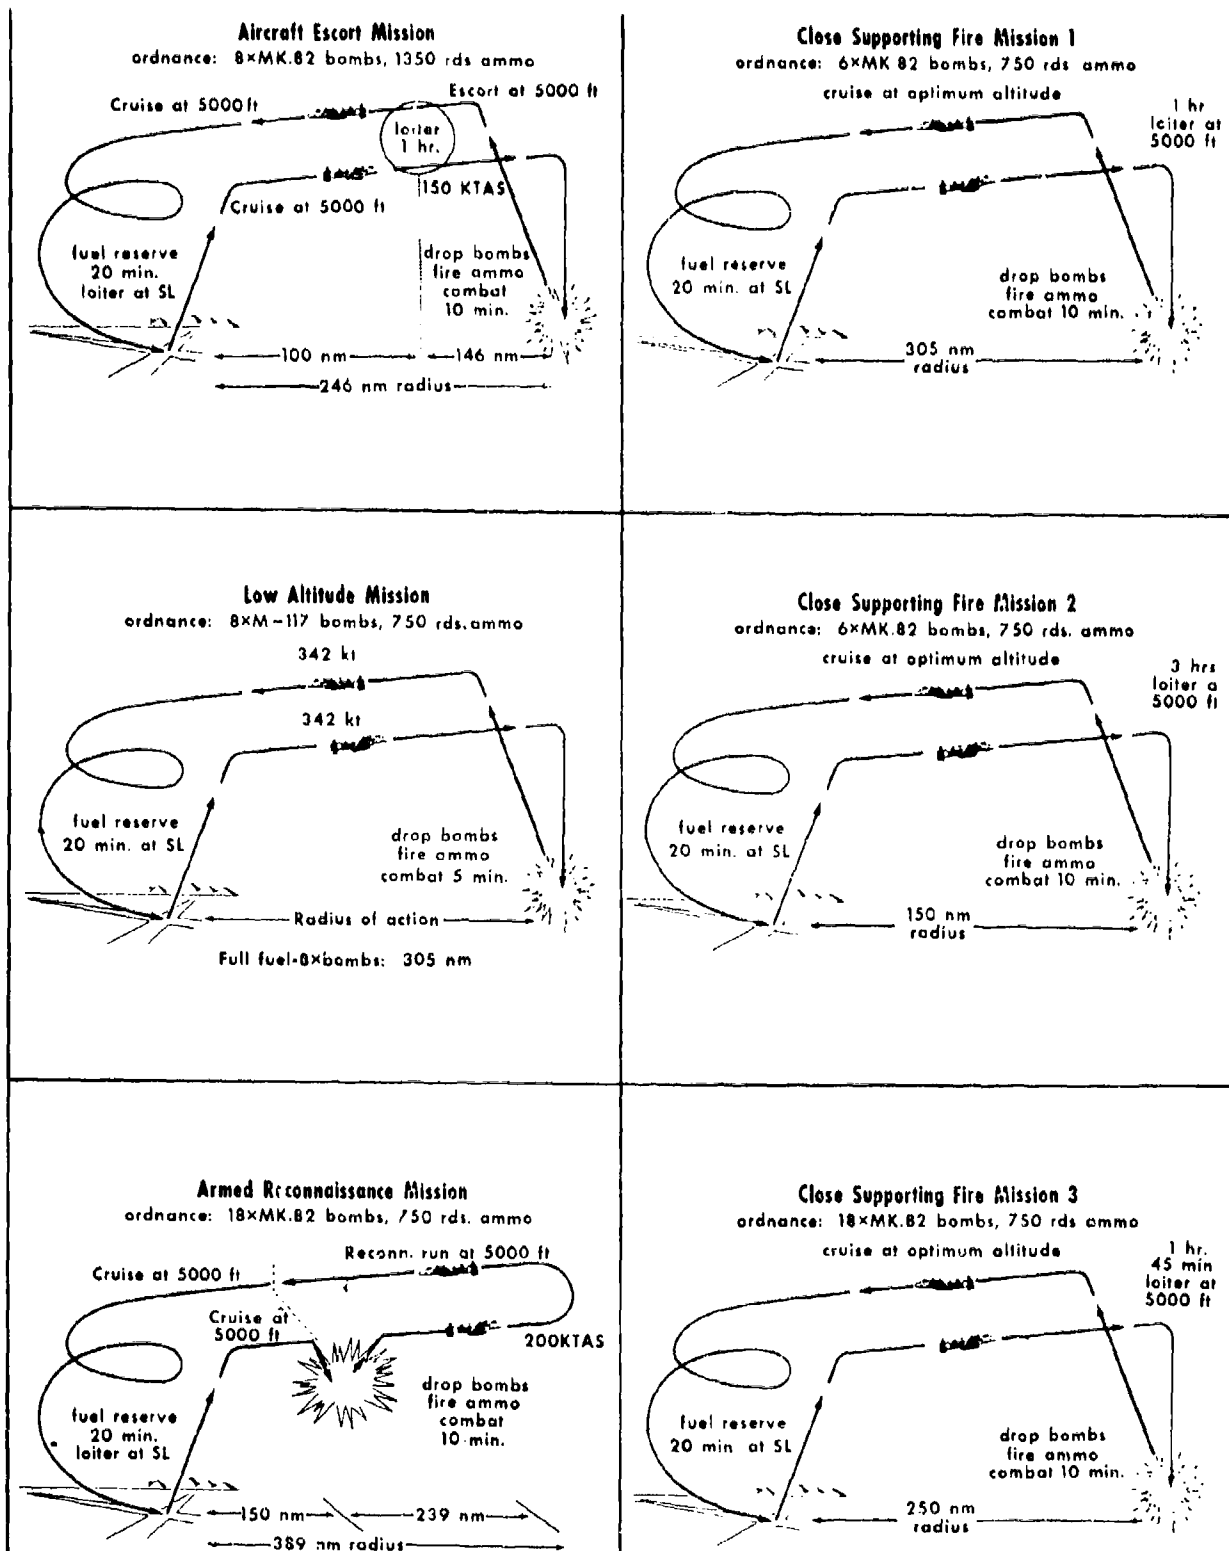 Aircraft Escort Mission
ordnance: 8×MK.82 bombs, 1350 rds ammo
Cruise at 5000 ft
Escort at 5000 ft
loiter
1 hr.
150 KTAS
Cruise at 5000 ft
fuel reserve
20 min.
loiter at SL
drop bombs
fire ammo
combat
10 min.
100 nm
146 nm
246 nm radius
Close Supporting Fire Mission 1
ordnance: 6×MK 82 bombs, 750 rds ammo
cruise at optimum altitude
1 hr
loiter at
5000 ft
fuel reserve
20 min. at SL
drop bombs
fire ammo
combat 10 min.
305 nm
radius
Low Altitude Mission
ordnance: 8×M-117 bombs, 750 rds. ammo
342 kt
342 kt
fuel reserve
20 min. at SL
drop bombs
fire ammo
combat 5 min.
Radius of action
Full fuel-8×bombs: 305 nm
Close Supporting Fire Mission 2
ordnance: 6×MK.82 bombs, 750 rds. ammo
cruise at optimum altitude
3 hrs
loiter a
5000 ft
fuel reserve
20 min. at SL
drop bombs
fire ammo
combat 10 min.
150 nm
radius
Armed Reconnaissance Mission
ordnance: 18×MK.82 bombs, 750 rds. ammo
Reconn. run at 5000 ft
Cruise at 5000 ft
Cruise at
5000 ft
200KTAS
drop bombs
fire ammo
combat
10 min.
fuel reserve
20 min.
loiter at SL
150 nm
239 nm
389 nm radius
Close Supporting Fire Mission 3
ordnance: 18×MK.82 bombs, 750 rds ammo
cruise at optimum altitude
1 hr.
45 min
loiter at
5000 ft
fuel reserve
20 min at SL
drop bombs
fire ammo
combat 10 min.
250 nm
radius